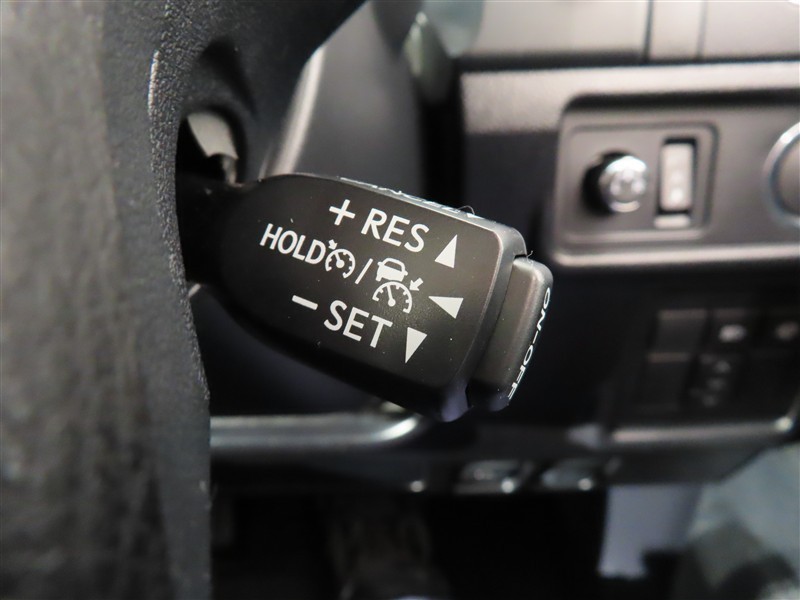 + RES
HOLD /
− SET
ON-OFF